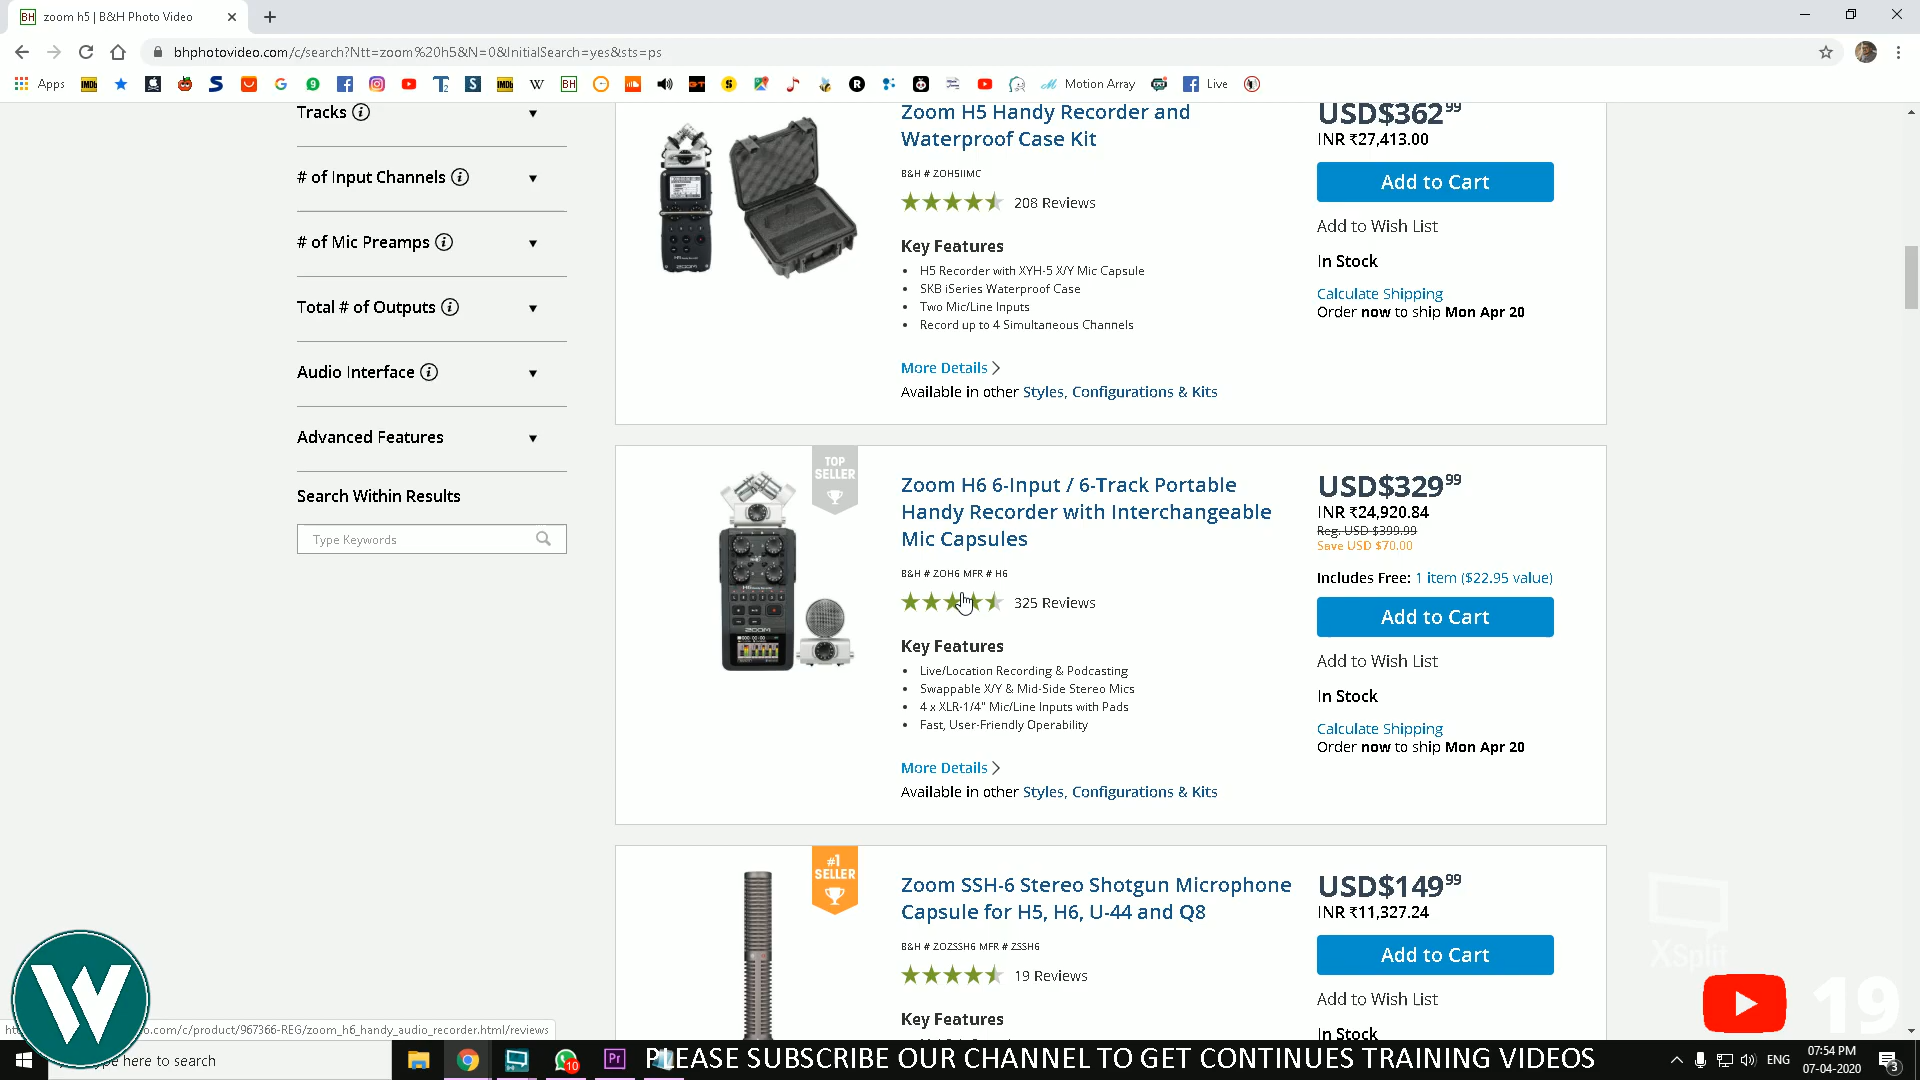 zoom h5 | B&H Photo Video
bhphotovideo.com/c/search?Ntt=zoom%20h5&N=0&InitialSearch=yes&sts=ps
Apps
Motion Array
Live
Tracks
# of Input Channels
# of Mic Preamps
Total # of Outputs
Audio Interface
Advanced Features
Search Within Results
Type Keywords
Zoom H5 Handy Recorder and
Waterproof Case Kit
B&H # ZOH5IIMC
208 Reviews
Key Features
• H5 Recorder with XYH-5 X/Y Mic Capsule
• SKB iSeries Waterproof Case
• Two Mic/Line Inputs
• Record up to 4 Simultaneous Channels
More Details
Available in other Styles, Configurations & Kits
USD$362.99
INR ₹27,413.00
Add to Cart
Add to Wish List
In Stock
Calculate Shipping
Order now to ship Mon Apr 20
TOP
SELLER
Zoom H6 6-Input / 6-Track Portable
Handy Recorder with Interchangeable
Mic Capsules
B&H # ZOH6 MFR # H6
325 Reviews
Key Features
• Live/Location Recording & Podcasting
• Swappable X/Y & Mid-Side Stereo Mics
• 4 x XLR-1/4" Mic/Line Inputs with Pads
• Fast, User-Friendly Operability
More Details
Available in other Styles, Configurations & Kits
USD$329.99
INR ₹24,920.84
Reg. USD $399.99
Save USD $70.00
Includes Free: 1 item ($22.95 value)
Add to Cart
Add to Wish List
In Stock
Calculate Shipping
Order now to ship Mon Apr 20
#1
SELLER
Zoom SSH-6 Stereo Shotgun Microphone
Capsule for H5, H6, U-44 and Q8
B&H # ZOZSSH6 MFR # ZSSH6
19 Reviews
Key Features
USD$149.99
INR ₹11,327.24
Add to Cart
Add to Wish List
In Stock
XSplit
19
o.com/c/product/967366-REG/zoom_h6_handy_audio_recorder.html/reviews
here to search
PLEASE SUBSCRIBE OUR CHANNEL TO GET CONTINUES TRAINING VIDEOS
ENG
07:54 PM
07-04-2020